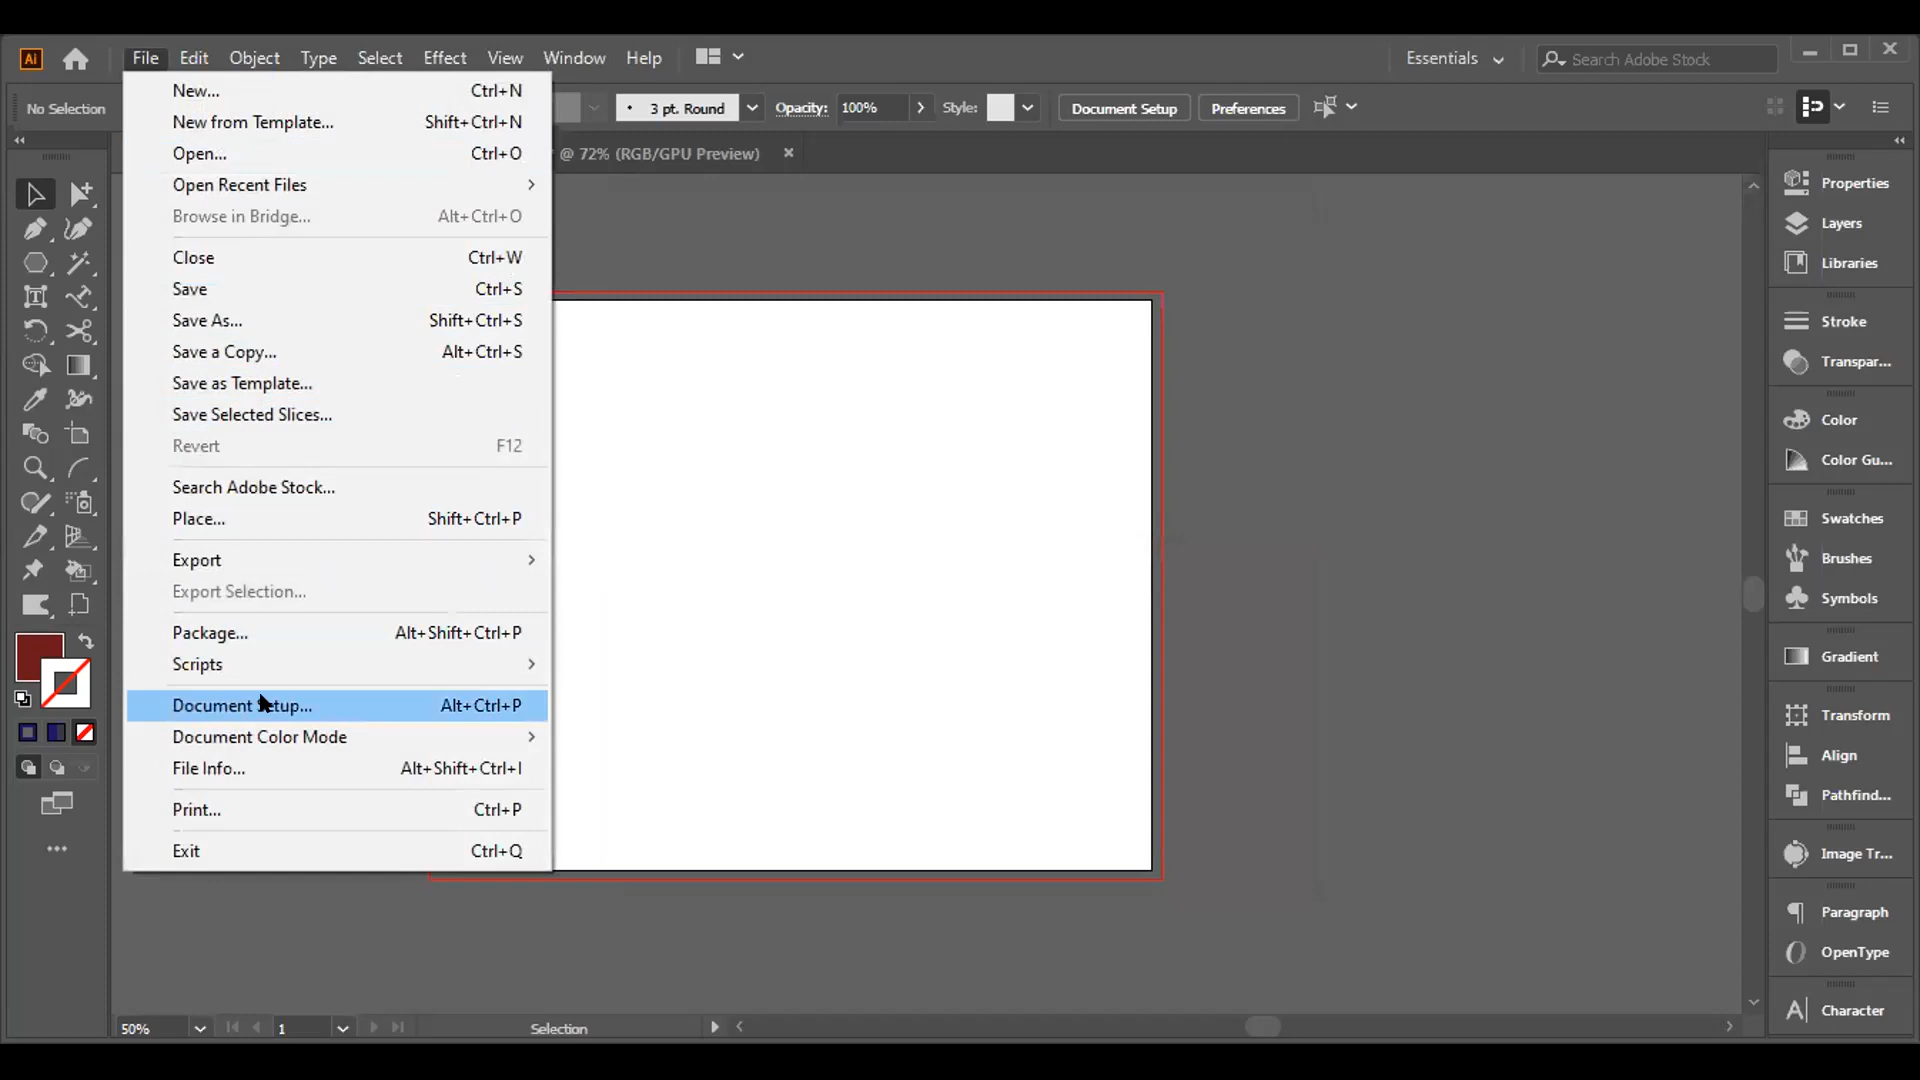 Ai File Edit Object Type Select Effect View Window Help Essentials Search Adobe Stock
No Selection 3 pt. Round Opacity: 100% Style: Document Setup Preferences
@ 72% (RGB/GPU Preview)
New... Ctrl+N
New from Template... Shift+Ctrl+N
Open... Ctrl+O
Open Recent Files
Browse in Bridge... Alt+Ctrl+O
Close Ctrl+W
Save Ctrl+S
Save As... Shift+Ctrl+S
Save a Copy... Alt+Ctrl+S
Save as Template...
Save Selected Slices...
Revert F12
Search Adobe Stock...
Place... Shift+Ctrl+P
Export
Export Selection...
Package... Alt+Shift+Ctrl+P
Scripts
Document Setup... Alt+Ctrl+P
Document Color Mode
File Info... Alt+Shift+Ctrl+I
Print... Ctrl+P
Exit Ctrl+Q
Properties
Layers
Libraries
Stroke
Transpar...
Color
Color Gu...
Swatches
Brushes
Symbols
Gradient
Transform
Align
Pathfind...
Image Tr...
Paragraph
OpenType
Character
50% 1 Selection